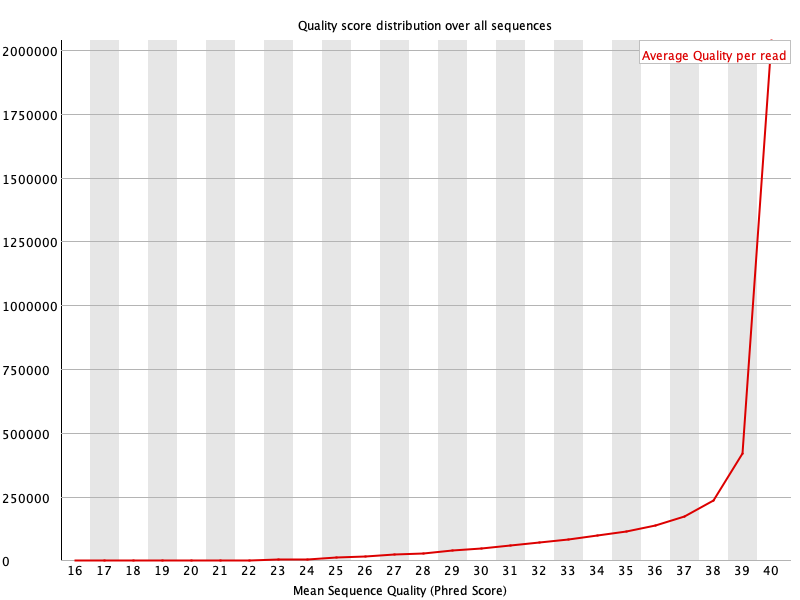 Quality score distribution over all sequences
Average Quality per read
2000000
1750000
1500000
1250000
1000000
750000
500000
250000
0
16 17 18 19 20 21 22 23 24 25 26 27 28 29 30 31 32 33 34 35 36 37 38 39 40
Mean Sequence Quality (Phred Score)